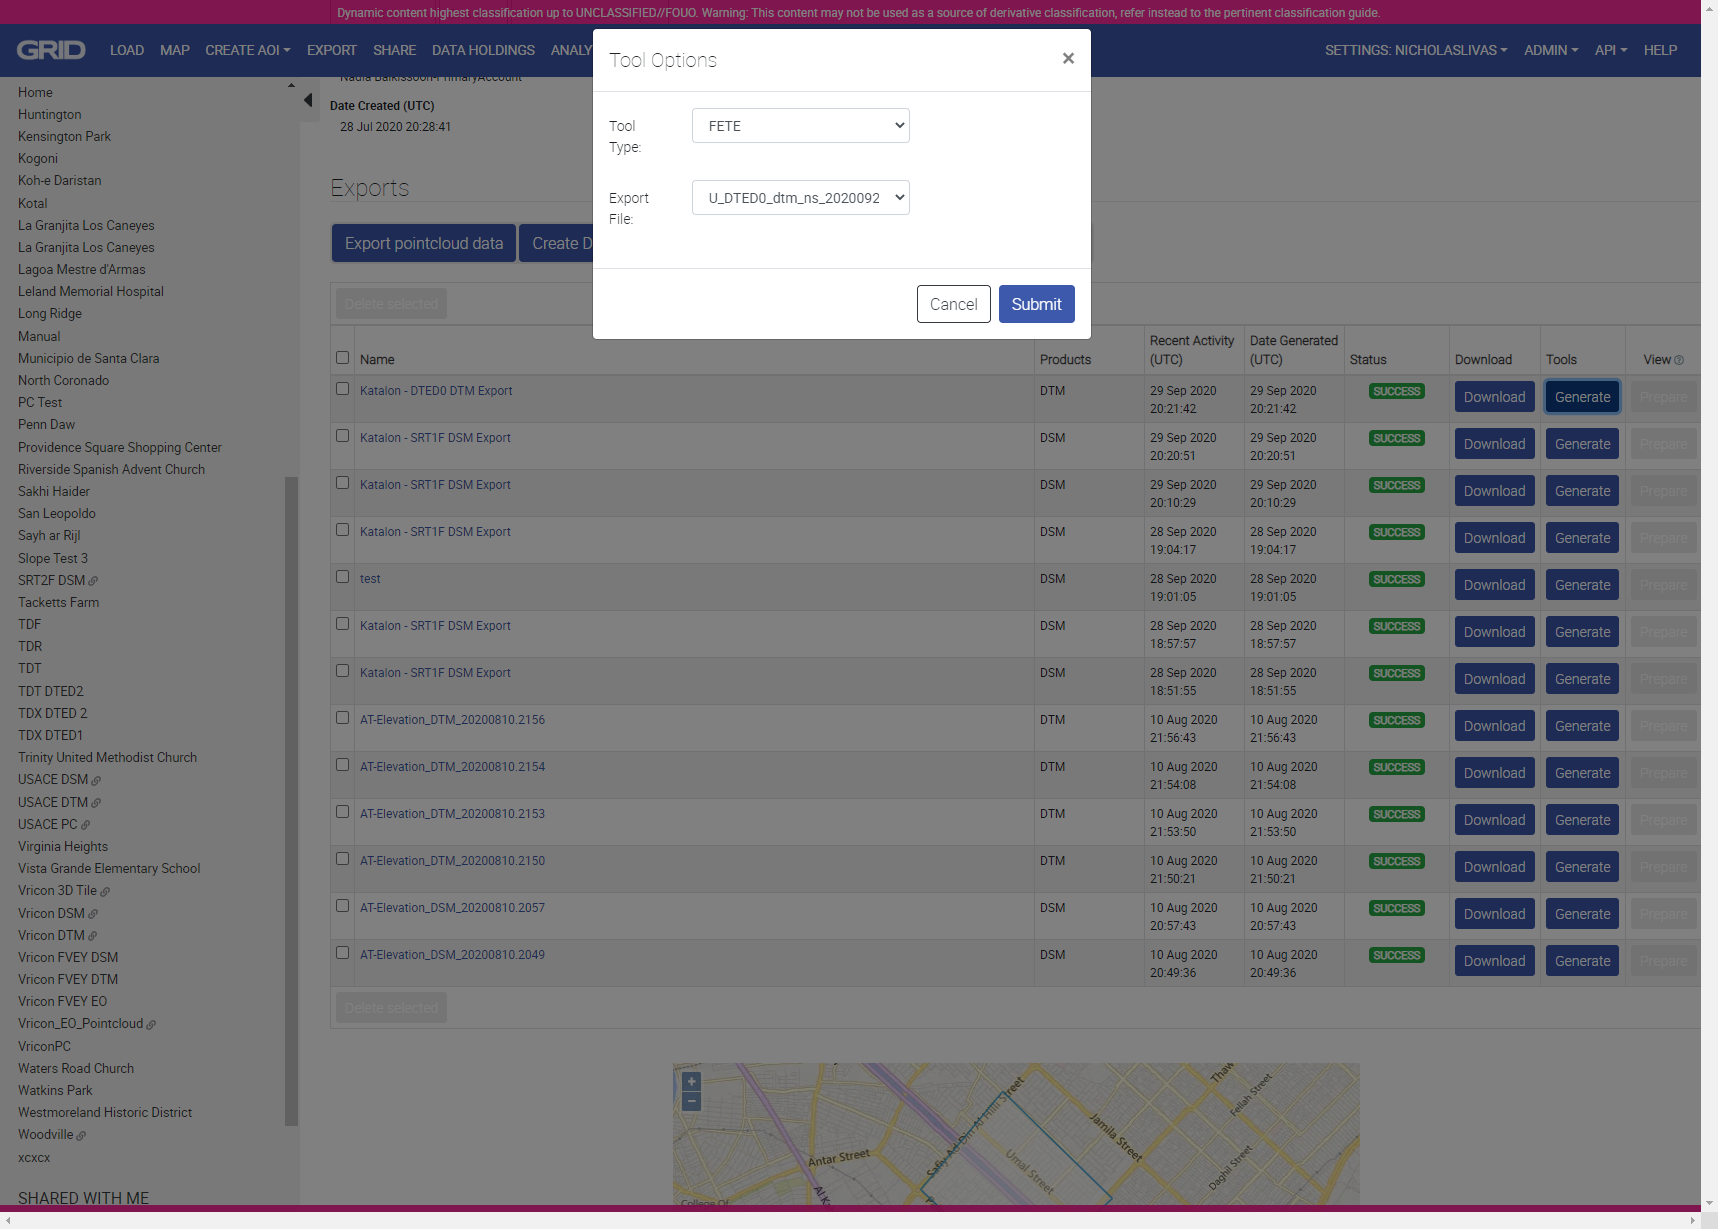 Dynamic content highest classification up to UNCLASSIFIED//FOUO. Warning: This content may not be used as a source of derivative classification, refer instead to the pertinent classification guide.
GRID LOAD MAP CREATE AOI EXPORT SHARE DATA HOLDINGS ANALY SETTINGS: NICHOLASLIVAS ADMIN API HELP
Tool Options ×
Tool Type: FETE
Export File: U_DTED0_dtm_ns_2020092
Cancel Submit
Home
Huntington
Kensington Park
Kogoni
Koh-e Daristan
Kotal
La Granjita Los Caneyes
La Granjita Los Caneyes
Lagoa Mestre d'Armas
Leland Memorial Hospital
Long Ridge
Manual
Municipio de Santa Clara
North Coronado
PC Test
Penn Daw
Providence Square Shopping Center
Riverside Spanish Advent Church
Sakhi Haider
San Leopoldo
Sayh ar Rijl
Slope Test 3
SRT2F DSM
Tacketts Farm
TDF
TDR
TDT
TDT DTED2
TDX DTED 2
TDX DTED1
Trinity United Methodist Church
USACE DSM
USACE DTM
USACE PC
Virginia Heights
Vista Grande Elementary School
Vricon 3D Tile
Vricon DSM
Vricon DTM
Vricon FVEY DSM
Vricon FVEY DTM
Vricon FVEY EO
Vricon_EO_Pointcloud
VriconPC
Waters Road Church
Watkins Park
Westmoreland Historic District
Woodville
xcxcx
SHARED WITH ME
Nadia Balkissoon-PrimaryAccount
Date Created (UTC)
28 Jul 2020 20:28:41
Exports
Export pointcloud data Create D
Delete selected
Name Products Recent Activity (UTC) Date Generated (UTC) Status Download Tools View
Katalon - DTED0 DTM Export DTM 29 Sep 2020 20:21:42 29 Sep 2020 20:21:42 SUCCESS Download Generate Prepare
Katalon - SRT1F DSM Export DSM 29 Sep 2020 20:20:51 29 Sep 2020 20:20:51 SUCCESS Download Generate Prepare
Katalon - SRT1F DSM Export DSM 29 Sep 2020 20:10:29 29 Sep 2020 20:10:29 SUCCESS Download Generate Prepare
Katalon - SRT1F DSM Export DSM 28 Sep 2020 19:04:17 28 Sep 2020 19:04:17 SUCCESS Download Generate Prepare
test DSM 28 Sep 2020 19:01:05 28 Sep 2020 19:01:05 SUCCESS Download Generate Prepare
Katalon - SRT1F DSM Export DSM 28 Sep 2020 18:57:57 28 Sep 2020 18:57:57 SUCCESS Download Generate Prepare
Katalon - SRT1F DSM Export DSM 28 Sep 2020 18:51:55 28 Sep 2020 18:51:55 SUCCESS Download Generate Prepare
AT-Elevation_DTM_20200810.2156 DTM 10 Aug 2020 21:56:43 10 Aug 2020 21:56:43 SUCCESS Download Generate Prepare
AT-Elevation_DTM_20200810.2154 DTM 10 Aug 2020 21:54:08 10 Aug 2020 21:54:08 SUCCESS Download Generate Prepare
AT-Elevation_DTM_20200810.2153 DTM 10 Aug 2020 21:53:50 10 Aug 2020 21:53:50 SUCCESS Download Generate Prepare
AT-Elevation_DTM_20200810.2150 DTM 10 Aug 2020 21:50:21 10 Aug 2020 21:50:21 SUCCESS Download Generate Prepare
AT-Elevation_DSM_20200810.2057 DSM 10 Aug 2020 20:57:43 10 Aug 2020 20:57:43 SUCCESS Download Generate Prepare
AT-Elevation_DSM_20200810.2049 DSM 10 Aug 2020 20:49:36 10 Aug 2020 20:49:36 SUCCESS Download Generate Prepare
Delete selected
+
−
Antar Street
Safiy Ad Din Al Hilli Street
Umal Street
Jamila Street
Fellah Street
Daghil Street
Thaw
Al K
College Of